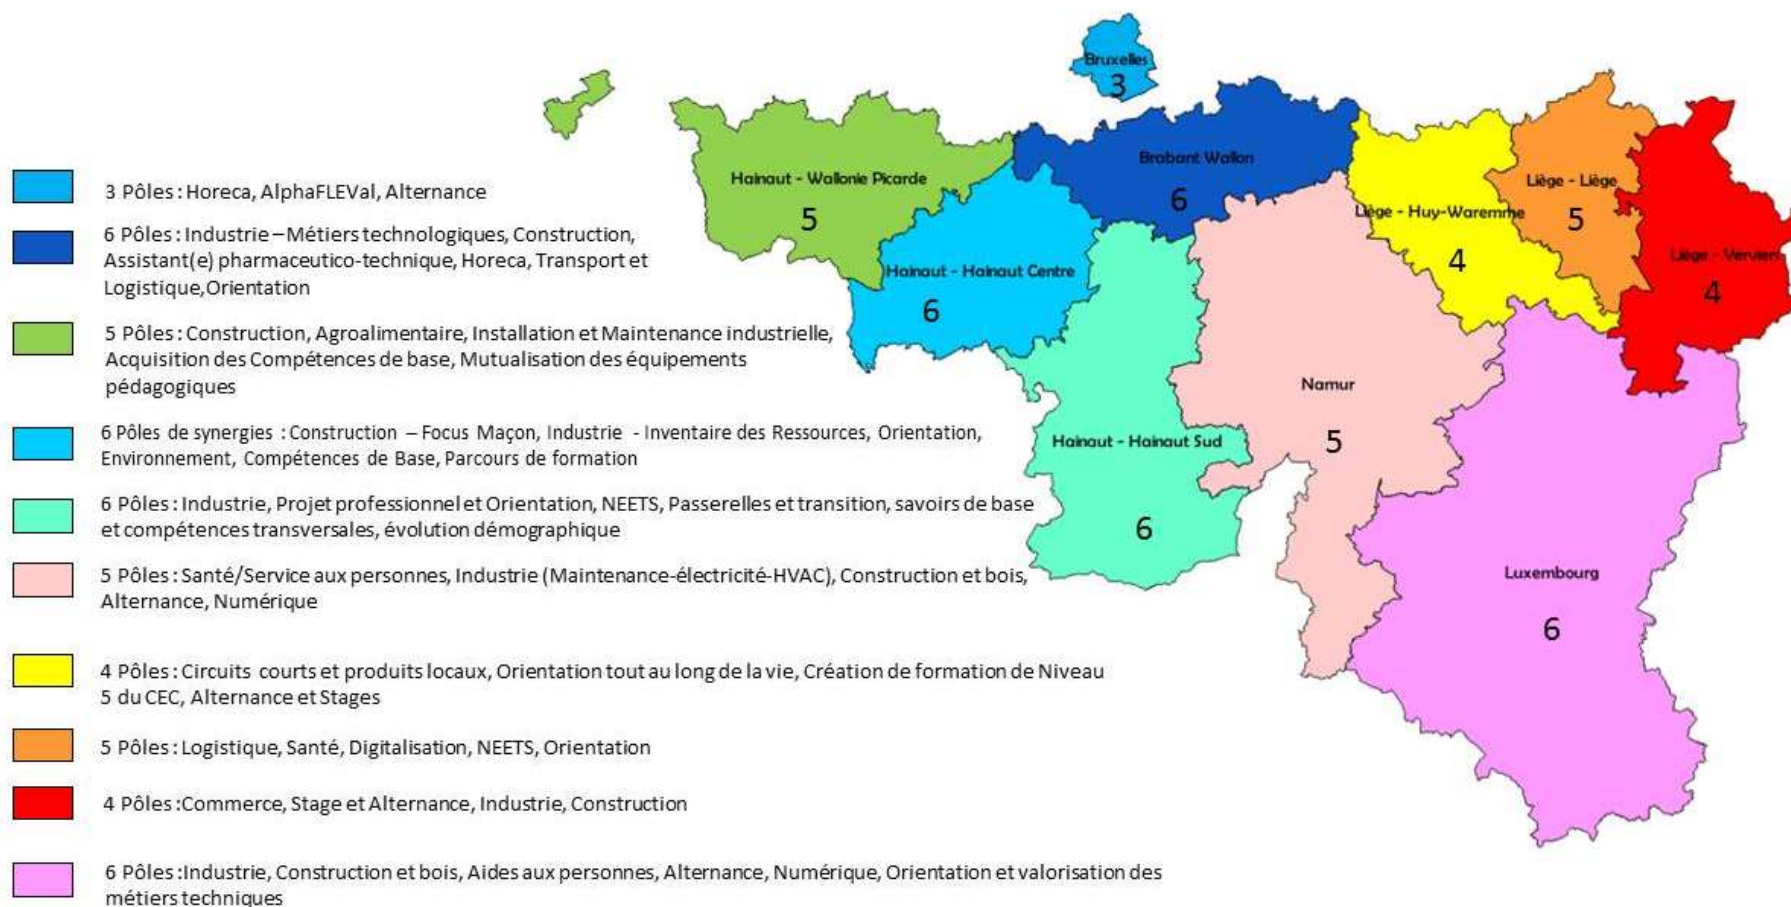 Bruxelles
3
Hainaut - Wallonie Picarde
5
Brabant Wallon
6
Liège - Huy-Waremme
4
Liège - Liège
5
Liège - Verviers
4
Hainaut - Hainaut Centre
6
Hainaut - Hainaut Sud
6
Namur
5
Luxembourg
6
3 Pôles : Horeca, AlphaFLEVal, Alternance
6 Pôles : Industrie – Métiers technologiques, Construction,
Assistant(e) pharmaceutico-technique, Horeca, Transport et
Logistique,Orientation
5 Pôles : Construction, Agroalimentaire, Installation et Maintenance industrielle,
Acquisition des Compétences de base, Mutualisation des équipements
pédagogiques
6 Pôles de synergies : Construction – Focus Maçon, Industrie - Inventaire des Ressources, Orientation,
Environnement, Compétences de Base, Parcours de formation
6 Pôles : Industrie, Projet professionnel et Orientation, NEETS, Passerelles et transition, savoirs de base
et compétences transversales, évolution démographique
5 Pôles : Santé/Service aux personnes, Industrie (Maintenance-électricité-HVAC), Construction et bois,
Alternance, Numérique
4 Pôles : Circuits courts et produits locaux, Orientation tout au long de la vie, Création de formation de Niveau
5 du CEC, Alternance et Stages
5 Pôles : Logistique, Santé, Digitalisation, NEETS, Orientation
4 Pôles :Commerce, Stage et Alternance, Industrie, Construction
6 Pôles :Industrie, Construction et bois, Aides aux personnes, Alternance, Numérique, Orientation et valorisation des
métiers techniques